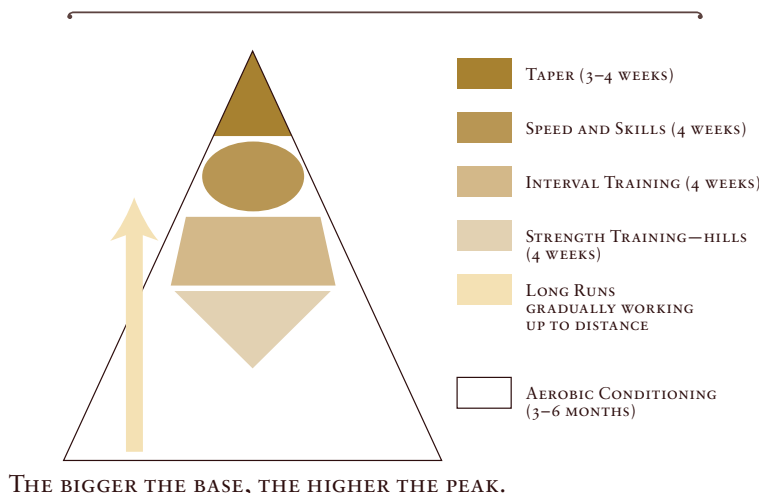 Taper (3–4 weeks)
Speed and Skills (4 weeks)
Interval Training (4 weeks)
Strength Training—hills
(4 weeks)
Long Runs
gradually working
up to distance
Aerobic Conditioning
(3–6 months)
The bigger the base, the higher the peak.